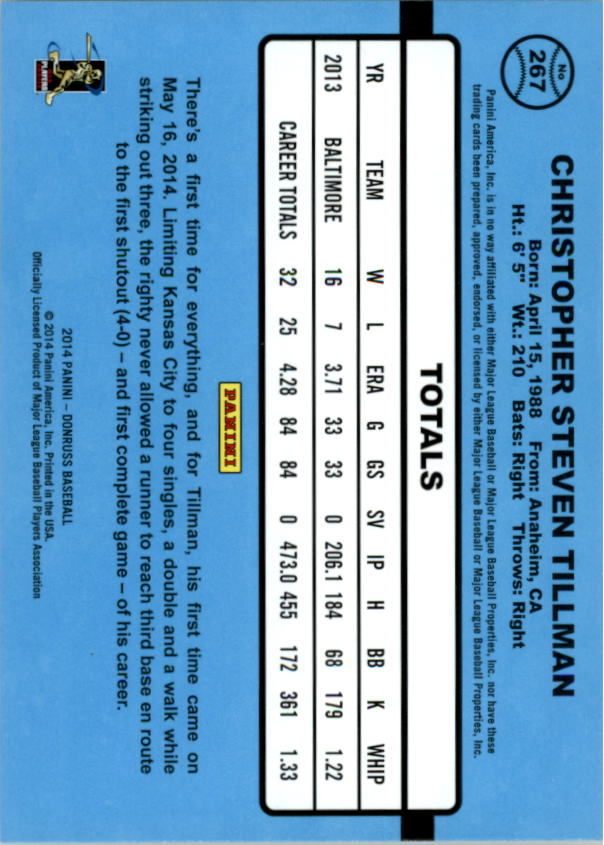 No
267
CHRISTOPHER STEVEN TILLMAN
Born: April 15, 1988 From: Anaheim, CA
Ht.: 6' 5" Wt.: 210 Bats: Right Throws: Right
Panini America, Inc. is in no way affiliated with either Major League Baseball or Major League Baseball Properties, Inc. nor have these
trading cards been prepared, approved, endorsed, or licensed by either Major League Baseball or Major League Baseball Properties, Inc.
TOTALS
YR TEAM W L ERA G GS SV IP H BB K WHIP
2013 BALTIMORE 16 7 3.71 33 33 0 206.1 184 68 179 1.22
CAREER TOTALS 32 25 4.28 84 84 0 473.0 455 172 361 1.33
PANINI
There's a first time for everything, and for Tillman, his first time came on
May 16, 2014. Limiting Kansas City to four singles, a double and a walk while
striking out three, the righty never allowed a runner to reach third base en route
to the first shutout (4-0) – and first complete game – of his career.
2014 PANINI – DONRUSS BASEBALL
© 2014 Panini America, Inc. Printed in the USA.
Officially Licensed Product of Major League Baseball Players Association
PLAYERS